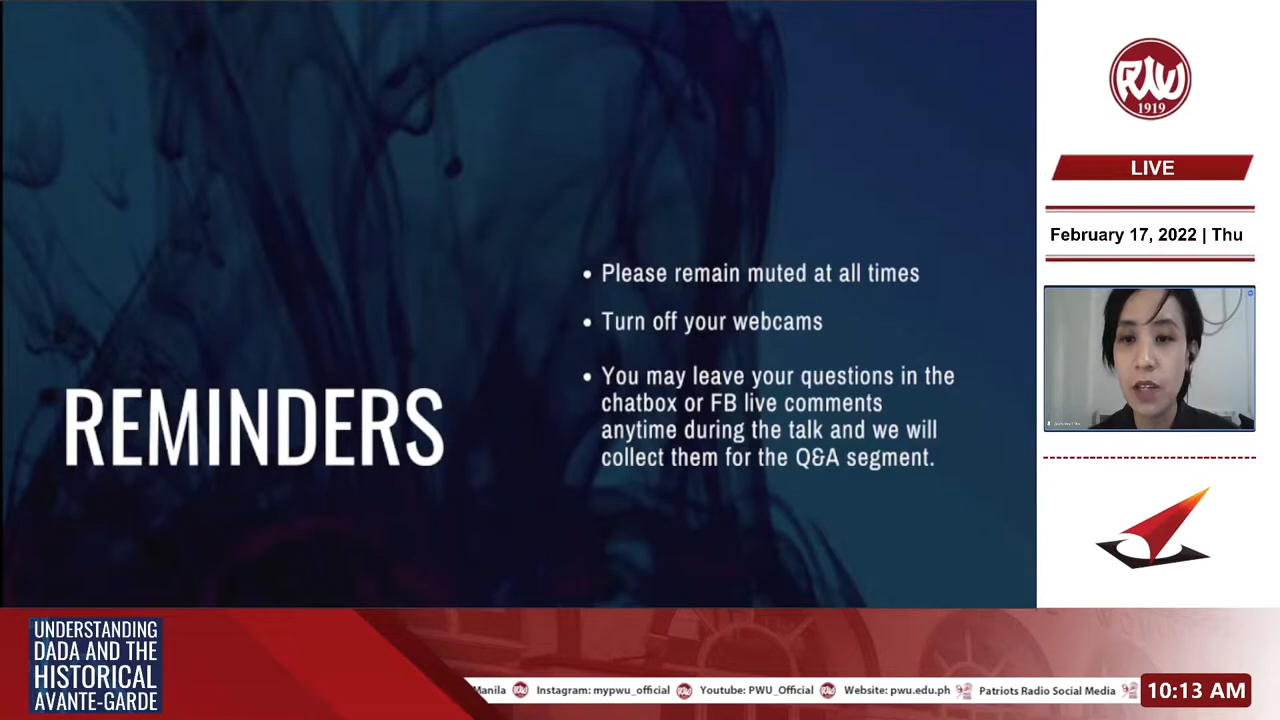 REMINDERS
• Please remain muted at all times
• Turn off your webcams
• You may leave your questions in the
chatbox or FB live comments
anytime during the talk and we will
collect them for the Q&A segment.
PWU
1919
LIVE
February 17, 2022 | Thu
UNDERSTANDING
DADA AND THE
HISTORICAL
AVANTE-GARDE
Manila Instagram: mypwu_official Youtube: PWU_Official Website: pwu.edu.ph Patriots Radio Social Media
10:13 AM